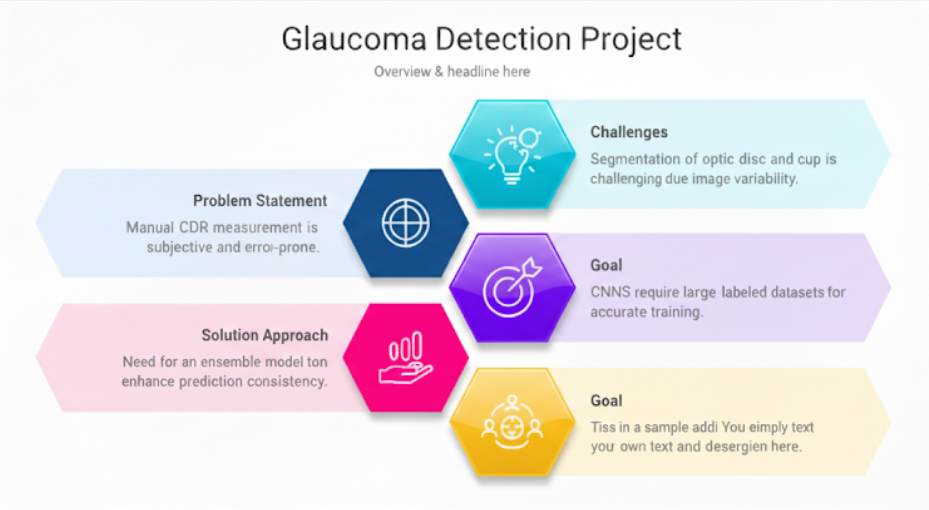 Glaucoma Detection Project
Overview & headline here
Challenges
Segmentation of optic disc and cup is
challenging due image variability.
Problem Statement
Manual CDR measurement is
subjective and erroi-prone.
Goal
CNNS require large labeled datasets for
accurate training.
Solution Approach
Need for an ensemble model ton
enhance prediction consistency.
Goal
Tiss in a sample addi You eimply text
you own text and desergien here.